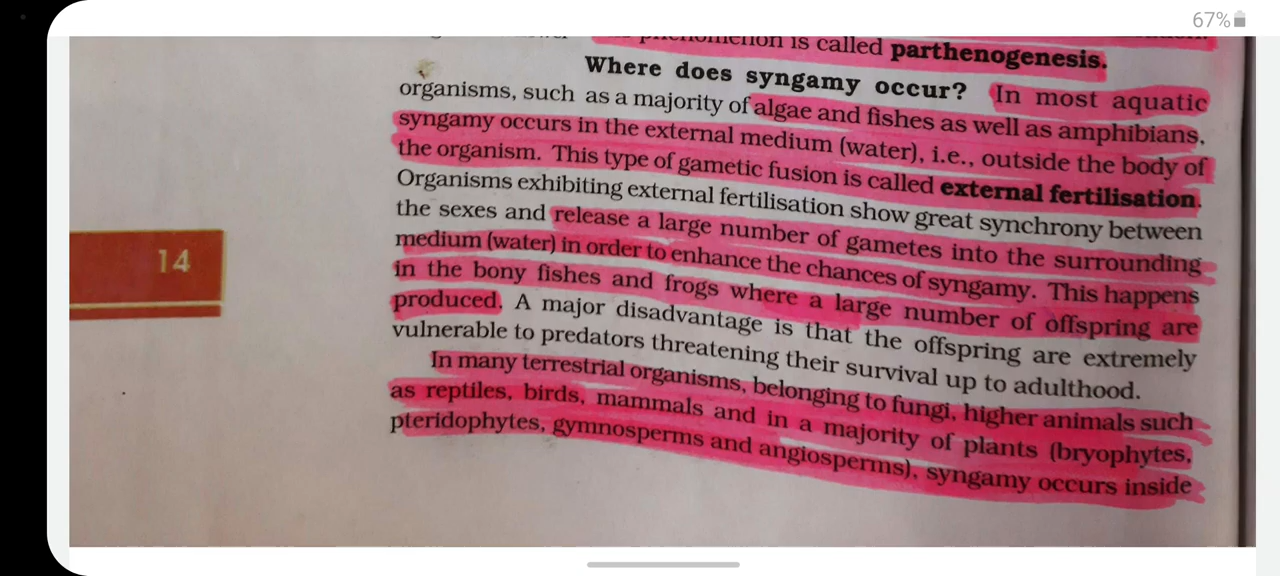 67%
phenomenon is called parthenogenesis.
Where does syngamy occur? In most aquatic
organisms, such as a majority of algae and fishes as well as amphibians,
syngamy occurs in the external medium (water), i.e., outside the body of
the organism. This type of gametic fusion is called external fertilisation.
Organisms exhibiting external fertilisation show great synchrony between
the sexes and release a large number of gametes into the surrounding
medium (water) in order to enhance the chances of syngamy. This happens
in the bony fishes and frogs where a large number of offspring are
produced. A major disadvantage is that the offspring are extremely
vulnerable to predators threatening their survival up to adulthood.
In many terrestrial organisms, belonging to fungi, higher animals such
as reptiles, birds, mammals and in a majority of plants (bryophytes,
pteridophytes, gymnosperms and angiosperms), syngamy occurs inside
14